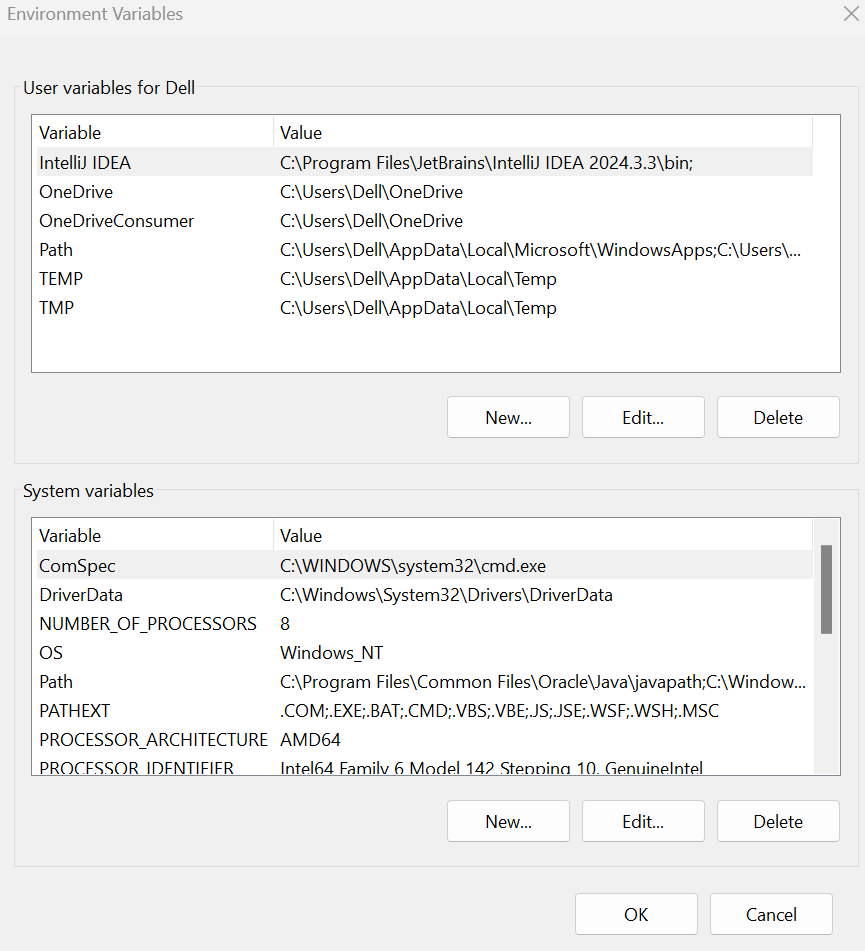 Environment Variables
User variables for Dell
Variable Value
IntelliJ IDEA C:\Program Files\JetBrains\IntelliJ IDEA 2024.3.3\bin;
OneDrive C:\Users\Dell\OneDrive
OneDriveConsumer C:\Users\Dell\OneDrive
Path C:\Users\Dell\AppData\Local\Microsoft\WindowsApps;C:\Users\...
TEMP C:\Users\Dell\AppData\Local\Temp
TMP C:\Users\Dell\AppData\Local\Temp
New... Edit... Delete
System variables
Variable Value
ComSpec C:\WINDOWS\system32\cmd.exe
DriverData C:\Windows\System32\Drivers\DriverData
NUMBER_OF_PROCESSORS 8
OS Windows_NT
Path C:\Program Files\Common Files\Oracle\Java\javapath;C:\Window...
PATHEXT .COM;.EXE;.BAT;.CMD;.VBS;.VBE;.JS;.JSE;.WSF;.WSH;.MSC
PROCESSOR_ARCHITECTURE AMD64
PROCESSOR_IDENTIFIER Intel64 Family 6 Model 142 Stepping 10, GenuineIntel
New... Edit... Delete
OK Cancel